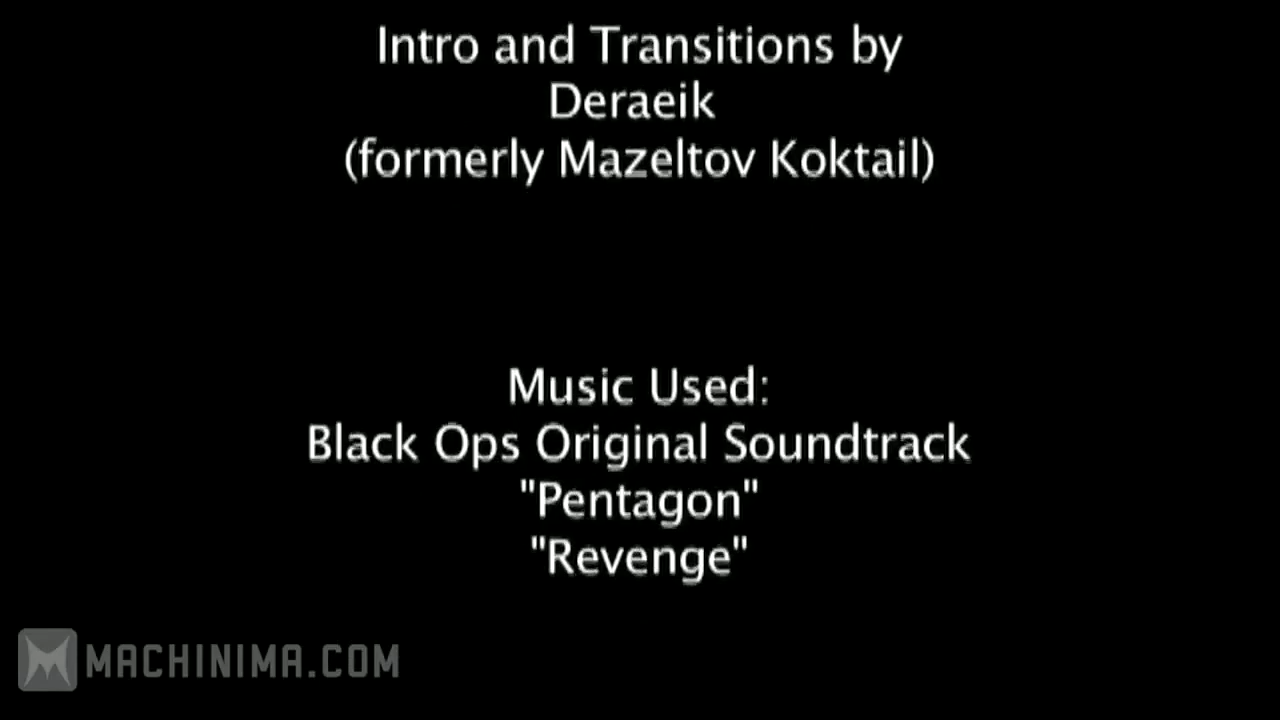 Intro and Transitions by
Deraeik
(formerly Mazeltov Koktail)
Music Used:
Black Ops Original Soundtrack
"Pentagon"
"Revenge"
MACHINIMA.COM